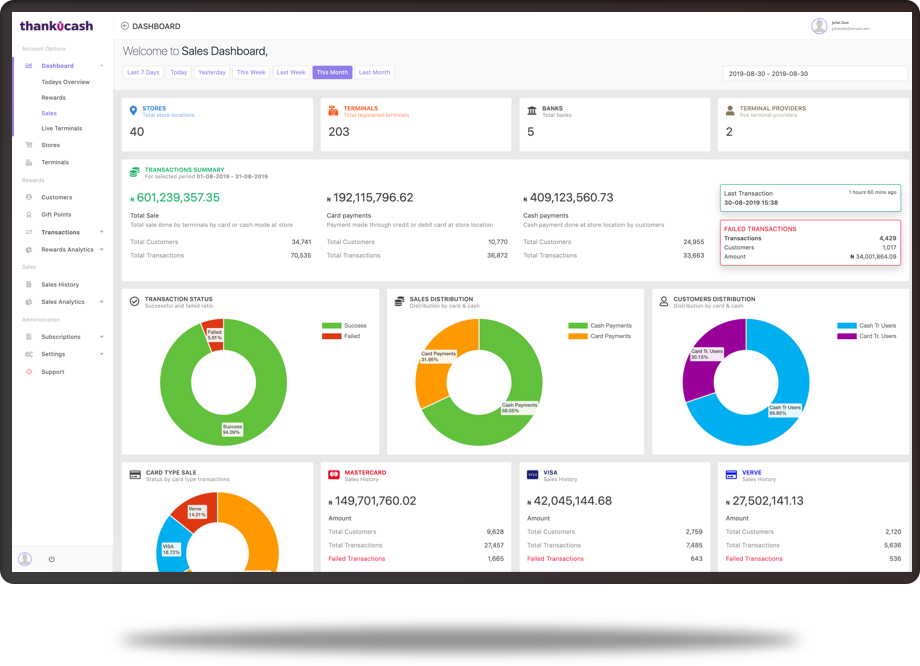 thankucash
DASHBOARD
John Doe
johndoe@email.com
Account Options
Dashboard
Todays Overview
Rewards
Sales
Live Terminals
Stores
Terminals
Rewards
Customers
Gift Points
Transactions
Rewards Analytics
Sales
Sales History
Sales Analytics
Administration
Subscriptions
Settings
Support
Welcome to Sales Dashboard,
Last 7 Days Today Yesterday This Week Last Week This Month Last Month
2019-08-30 - 2019-08-30
STORES
Total store locations
40
TERMINALS
Total registered terminals
203
BANKS
Total banks
5
TERMINAL PROVIDERS
Pos terminal providers
2
TRANSACTIONS SUMMARY
For selected period 01-08-2019 - 31-08-2019
₦ 601,239,357.35
Total Sale
Total sale done by terminals by card or cash mode at store
Total Customers 34,741
Total Transactions 70,535
₦ 192,115,796.62
Card payments
Payment made through credit or debit card at store location
Total Customers 10,770
Total Transactions 36,872
₦ 409,123,560.73
Cash payments
Cash payment done at store location by customers
Total Customers 24,955
Total Transactions 33,663
Last Transaction 1 hours 60 mins ago
30-08-2019 15:38
FAILED TRANSACTIONS
Transactions 4,429
Customers 1,017
Amount ₦ 34,001,864.09
TRANSACTION STATUS
Successful and failed ratio
Success
Failed
Failed
5.91%
Success
94.09%
SALES DISTRIBUTION
Distribution by card & cash
Cash Payments
Card Payments
Card Payments
31.95%
Cash Payments
68.05%
CUSTOMERS DISTRIBUTION
Distribution by card & cash
Cash Tr Users
Card Tr. Users
Card Tr. Users
30.15%
Cash Tr Users
69.85%
CARD TYPE SALE
Status by card type transactions
Verve
14.21%
VISA
18.72%
MASTERCARD
Sales History
₦ 149,701,760.02
Amount
Total Customers 9,628
Total Transactions 27,457
Failed Transactions 1,665
VISA
Sales History
₦ 42,045,144.68
Amount
Total Customers 2,759
Total Transactions 7,485
Failed Transactions 643
VERVE
Sales History
₦ 27,502,141.13
Amount
Total Customers 2,120
Total Transactions 5,636
Failed Transactions 536